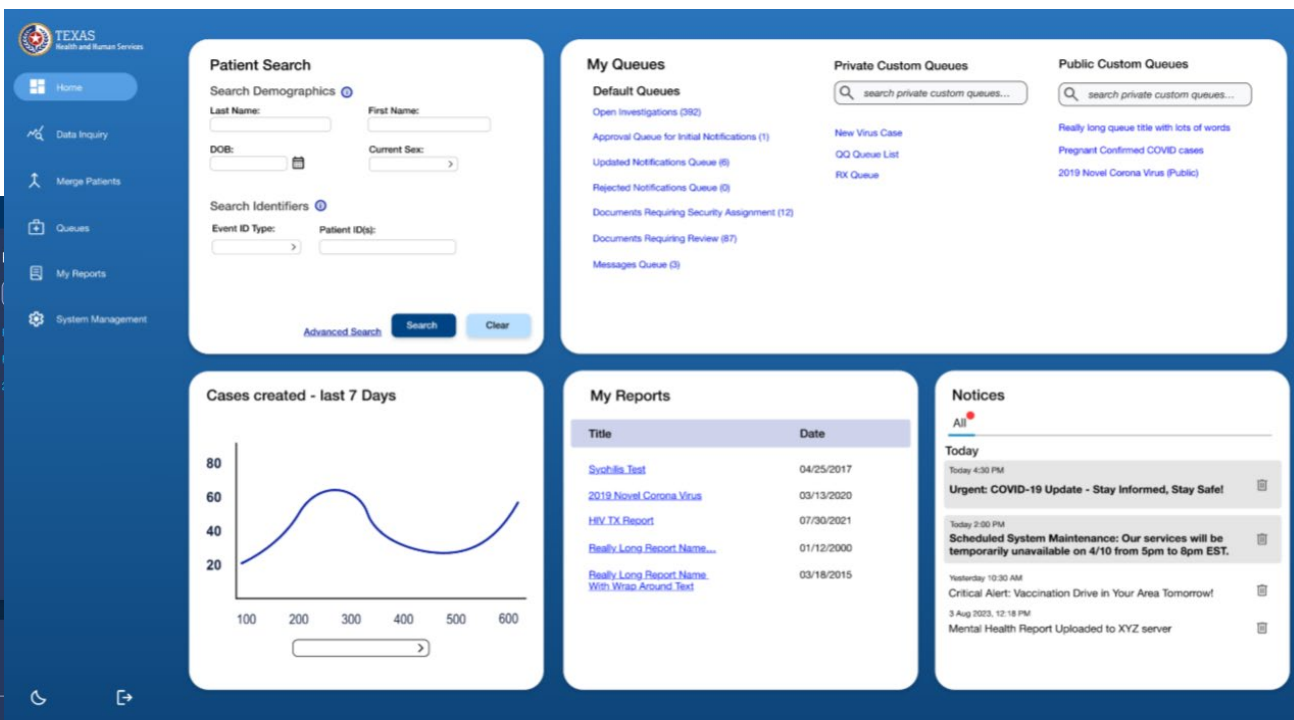 TEXAS
Health and Human Services
Home
Data Inquiry
Merge Patients
Queues
My Reports
System Management
Patient Search
Search Demographics
Last Name:
First Name:
DOB:
Current Sex:
Search Identifiers
Event ID Type:
Patient ID(s):
Advanced Search
Search
Clear
My Queues
Default Queues
Open Investigations (392)
Approval Queue for Initial Notifications (1)
Updated Notifications Queue (6)
Rejected Notifications Queue (0)
Documents Requiring Security Assignment (12)
Documents Requiring Review (87)
Messages Queue (3)
Private Custom Queues
search private custom queues...
New Virus Case
QQ Queue List
RX Queue
Public Custom Queues
search private custom queues...
Really long queue title with lots of words
Pregnant Confirmed COVID cases
2019 Novel Corona Virus (Public)
Cases created - last 7 Days
80
60
40
20
100 200 300 400 500 600
My Reports
Title Date
Syphilis Test 04/25/2017
2019 Novel Corona Virus 03/13/2020
HIV TX Report 07/30/2021
Really Long Report Name... 01/12/2000
Really Long Report Name 03/18/2015
With Wrap Around Text
Notices
All
Today
Today 4:30 PM
Urgent: COVID-19 Update - Stay Informed, Stay Safe!
Today 2:00 PM
Scheduled System Maintenance: Our services will be
temporarily unavailable on 4/10 from 5pm to 8pm EST.
Yesterday 10:30 AM
Critical Alert: Vaccination Drive in Your Area Tomorrow!
3 Aug 2023, 12:18 PM
Mental Health Report Uploaded to XYZ server